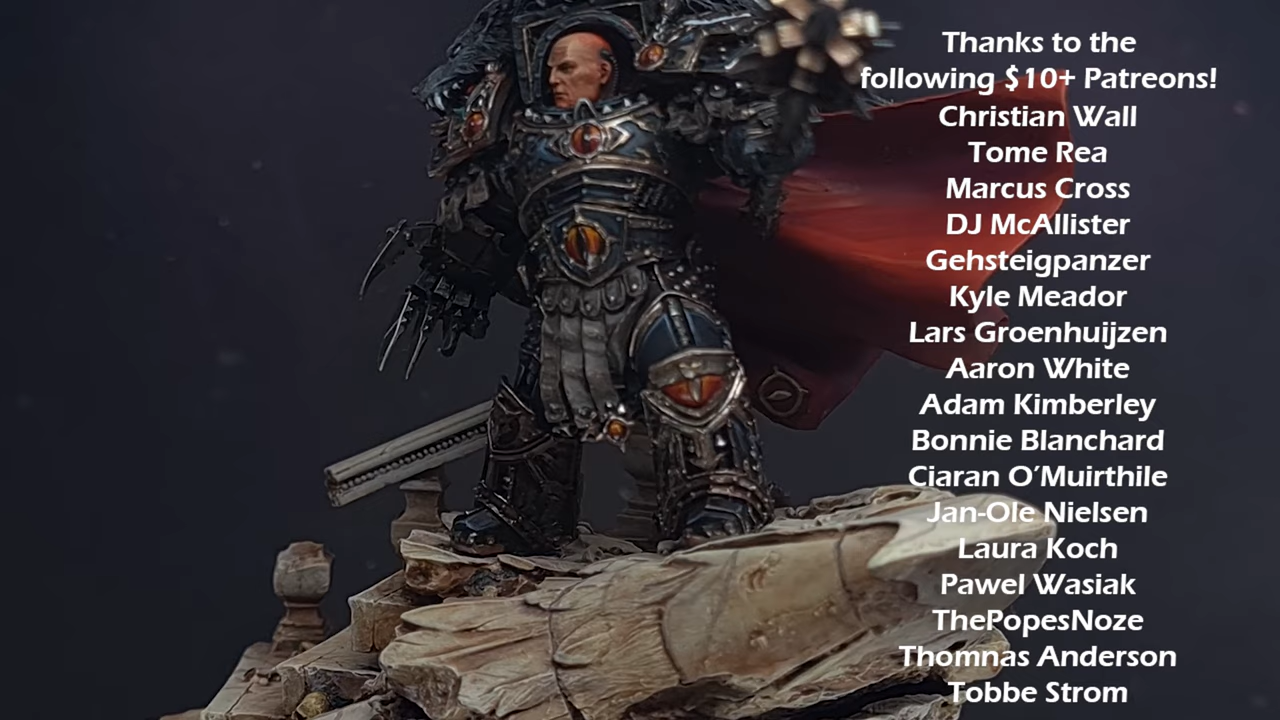 Thanks to the
following $10+ Patreons!
Christian Wall
Tome Rea
Marcus Cross
DJ McAllister
Gehsteigpanzer
Kyle Meador
Lars Groenhuijzen
Aaron White
Adam Kimberley
Bonnie Blanchard
Ciaran O'Muirthile
Jan-Ole Nielsen
Laura Koch
Pawel Wasiak
ThePopesNoze
Thomnas Anderson
Tobbe Strom